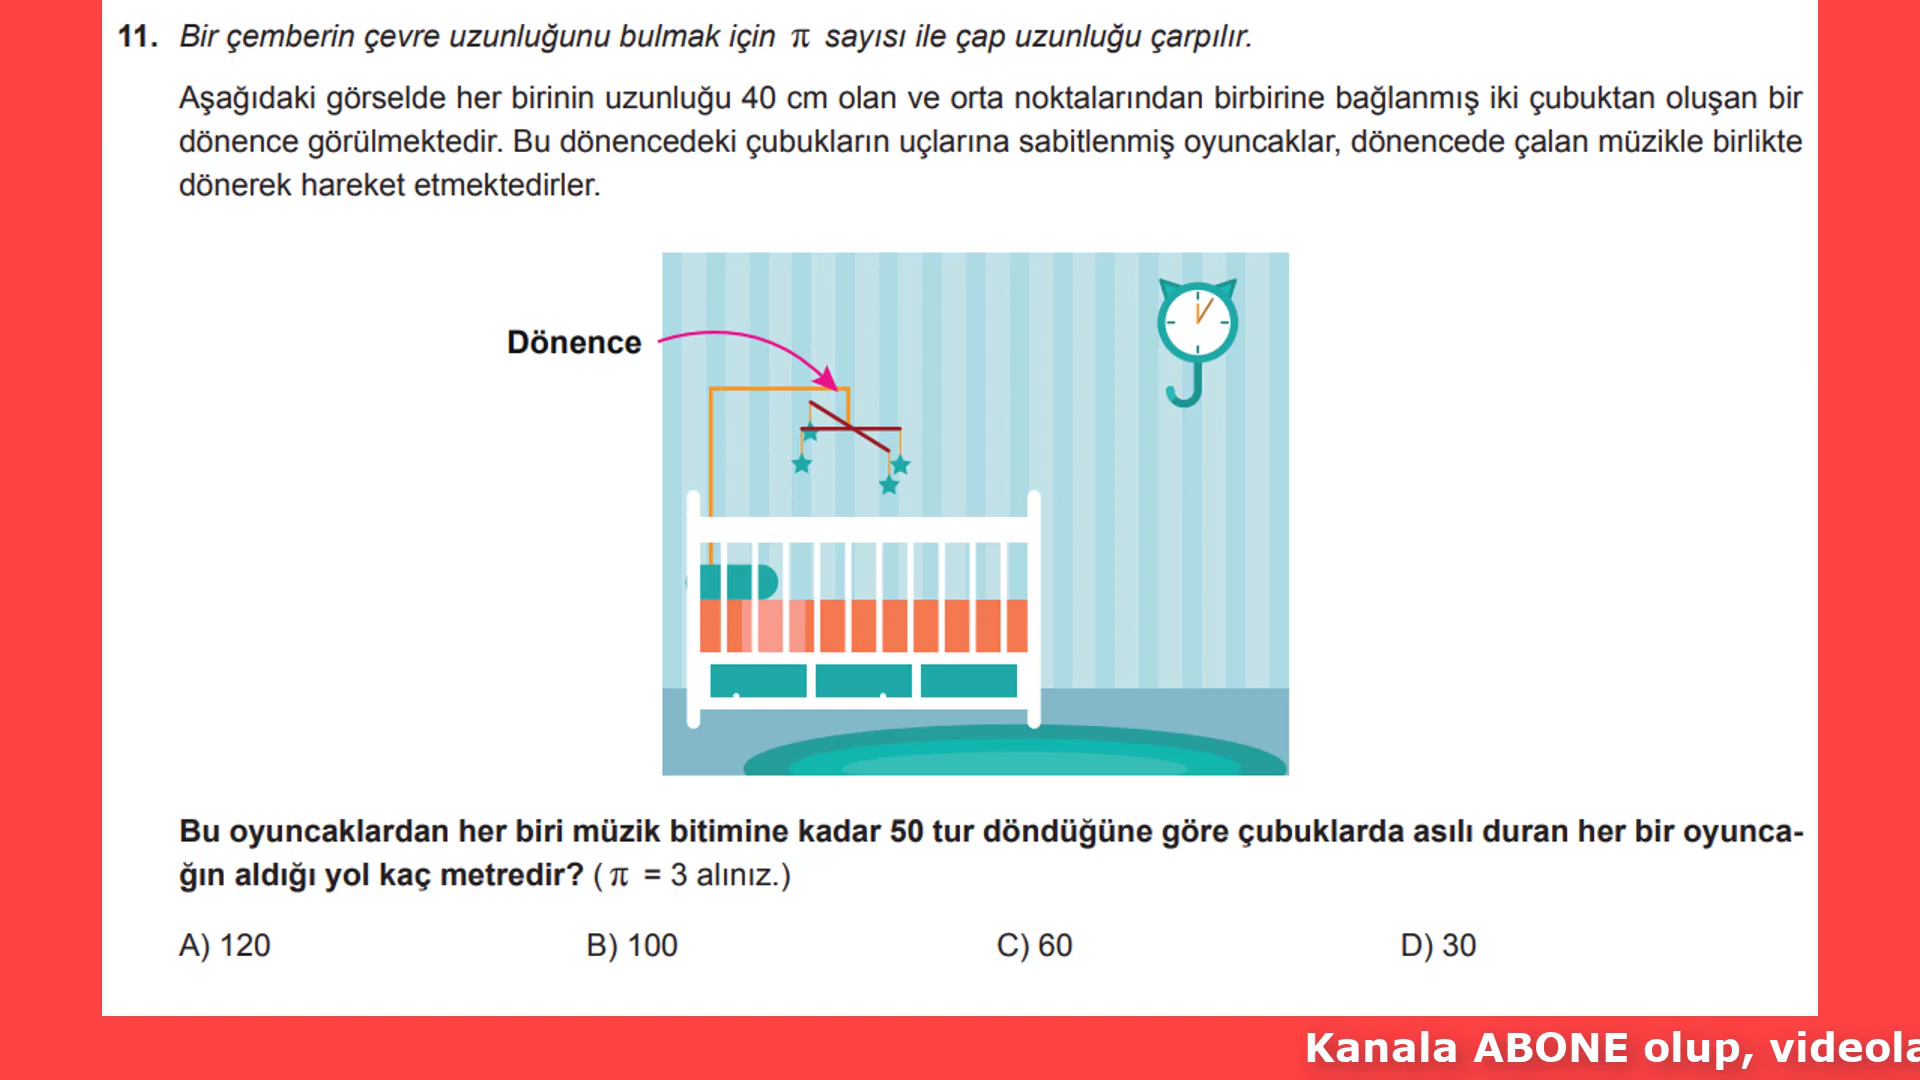 11. Bir çemberin çevre uzunluğunu bulmak için π sayısı ile çap uzunluğu çarpılır.
Aşağıdaki görselde her birinin uzunluğu 40 cm olan ve orta noktalarından birbirine bağlanmış iki çubuktan oluşan bir
dönence görülmektedir. Bu dönencedeki çubukların uçlarına sabitlenmiş oyuncaklar, dönencede çalan müzikle birlikte
dönerek hareket etmektedirler.
Dönence
Bu oyuncaklardan her biri müzik bitimine kadar 50 tur döndüğüne göre çubuklarda asılı duran her bir oyunca-
ğın aldığı yol kaç metredir? (π = 3 alınız.)
A) 120 B) 100 C) 60 D) 30
Kanala ABONE olup, videola